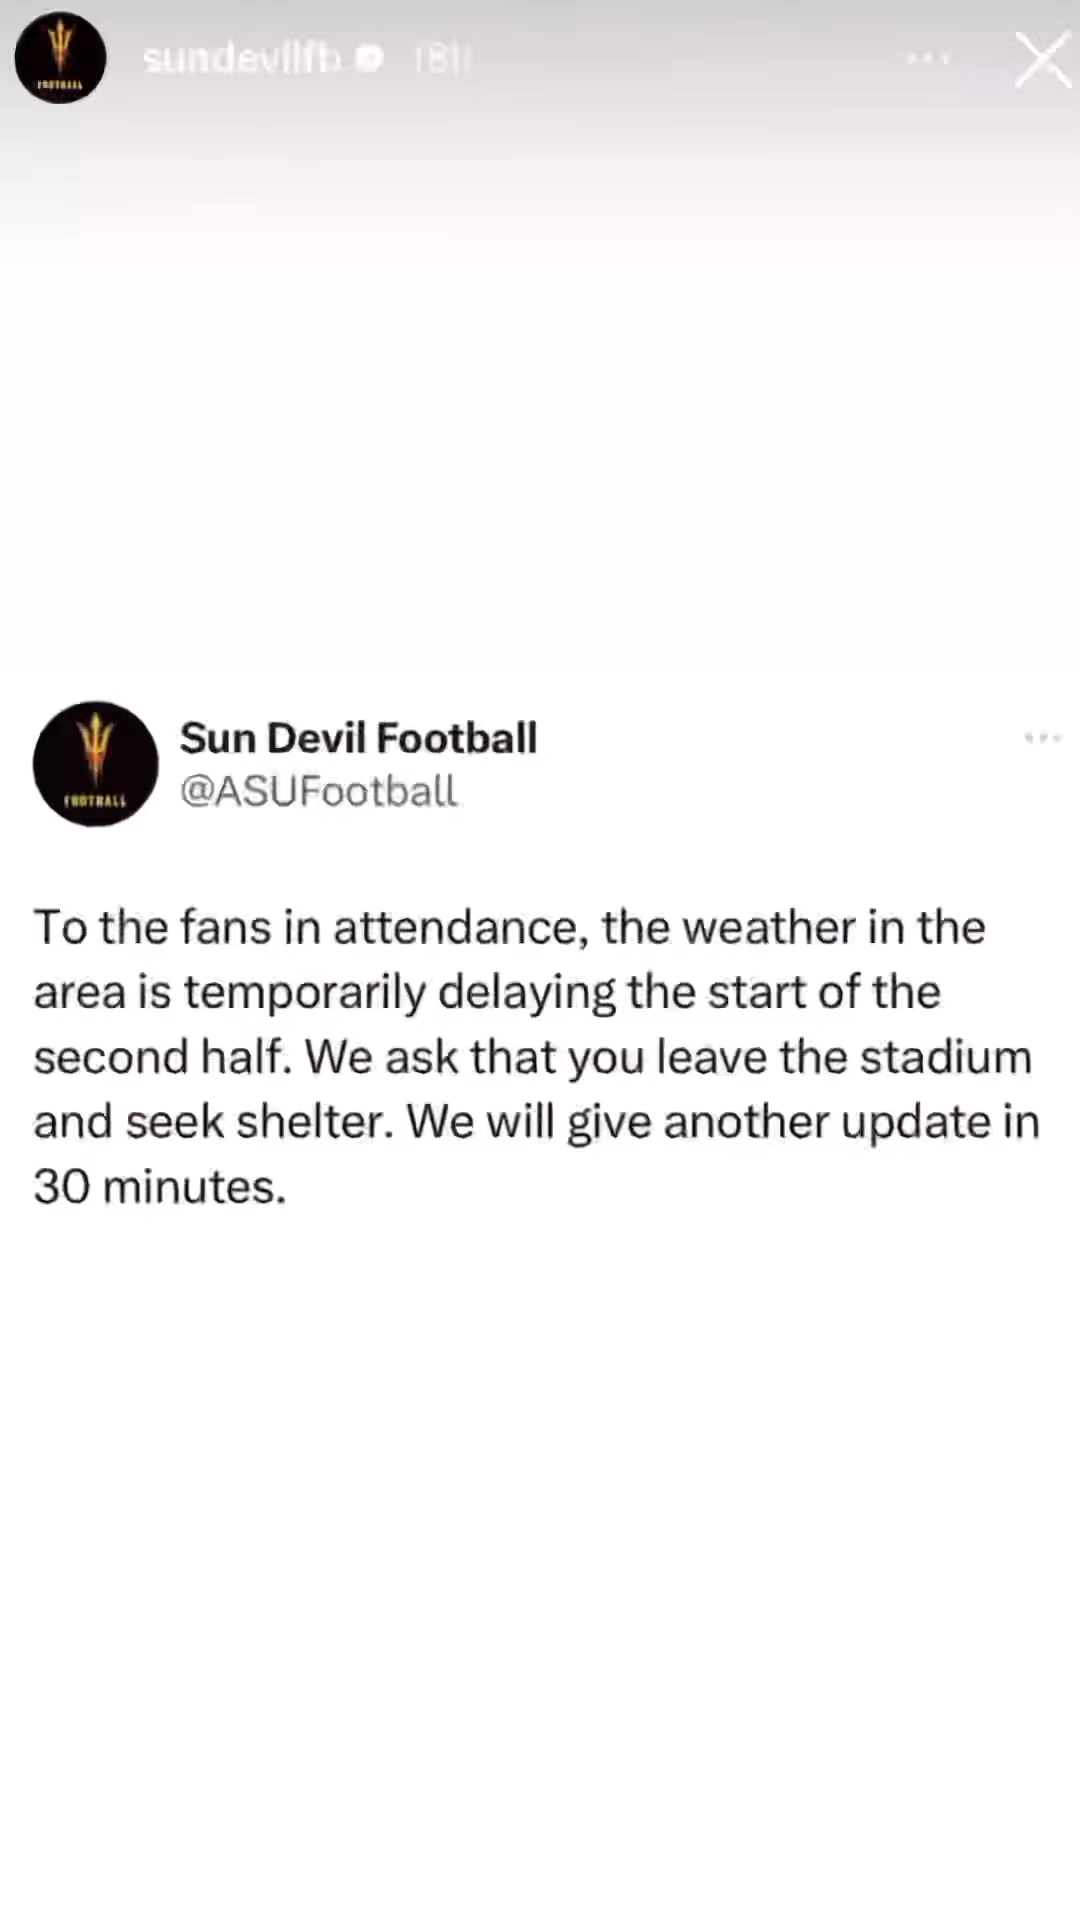 sundevilfb
Sun Devil Football
@ASUFootball
FOOTBALL
To the fans in attendance, the weather in the
area is temporarily delaying the start of the
second half. We ask that you leave the stadium
and seek shelter. We will give another update in
30 minutes.